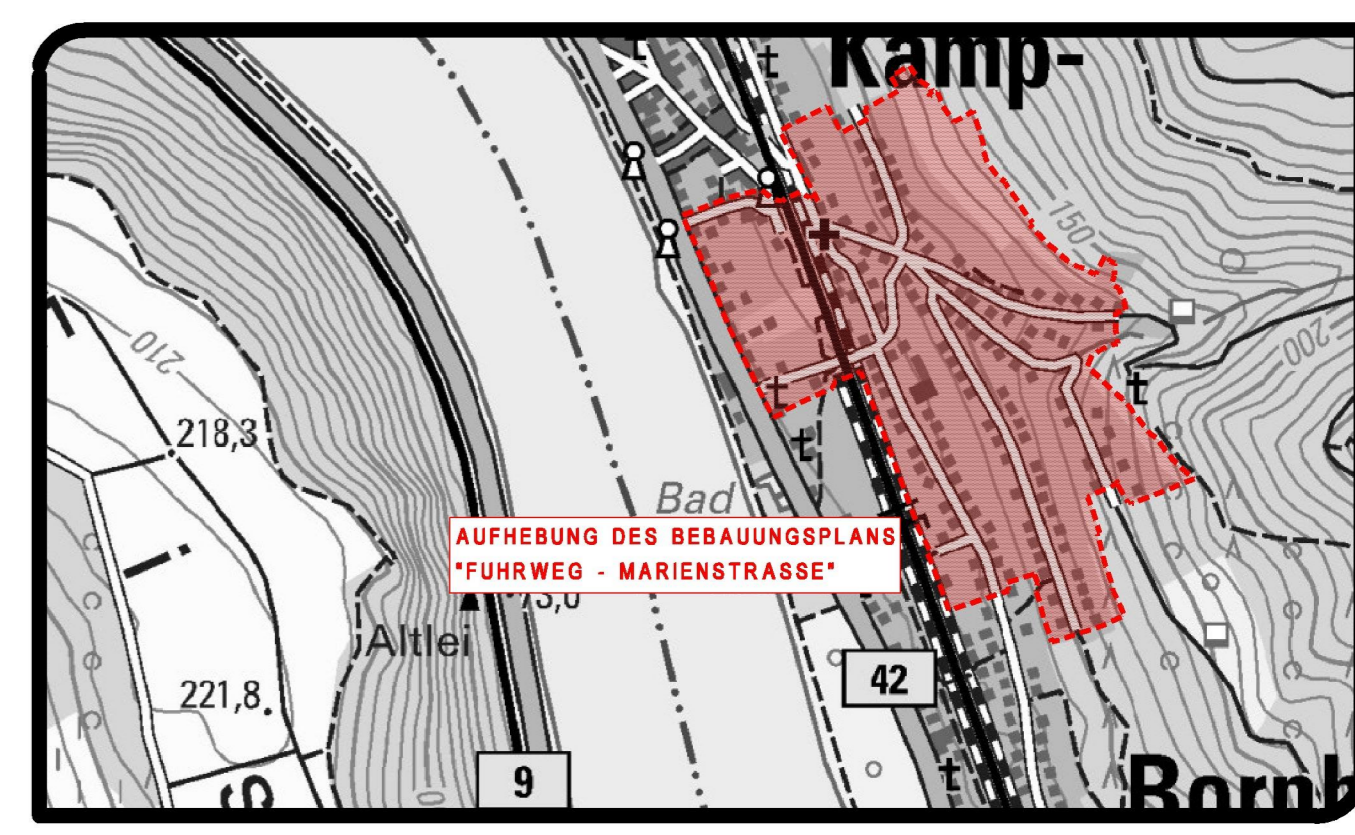 Kamp-
150
210
200
218,3
Bad
AUFHEBUNG DES BEBAUUNGSPLANS
"FUHRWEG - MARIENSTRASSE"
Altlei
42
221,8
9